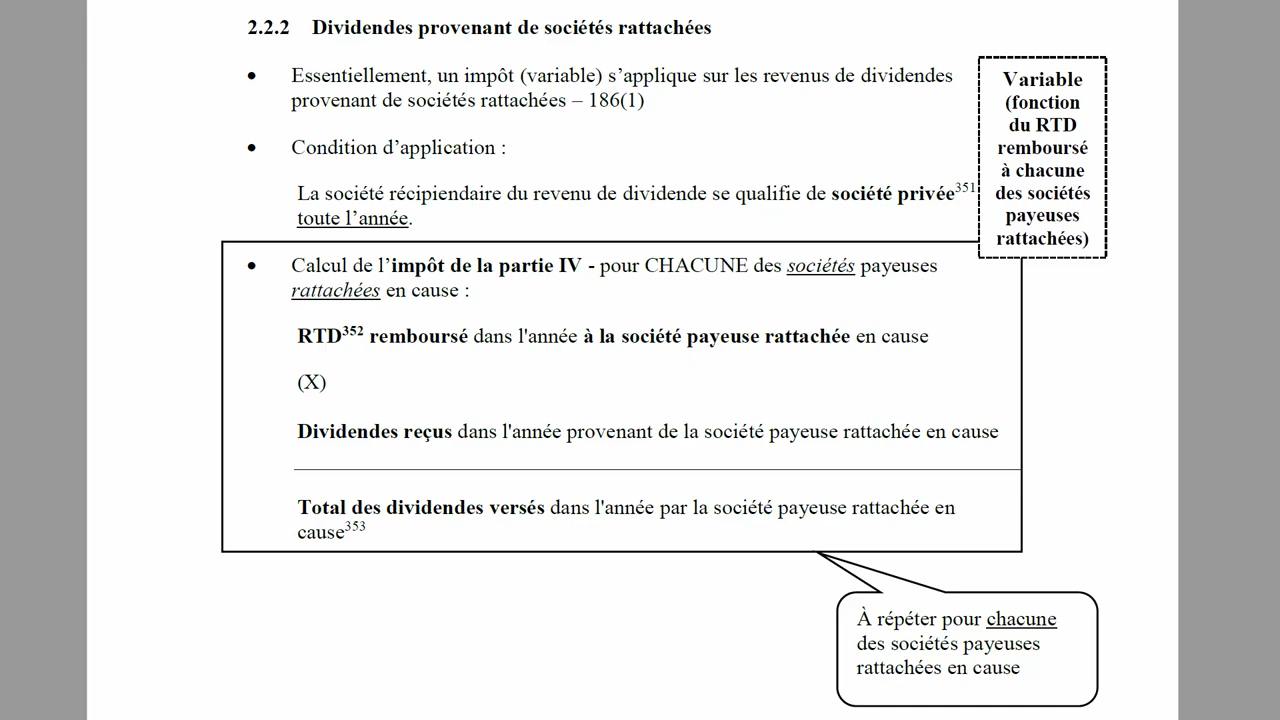 2.2.2 Dividendes provenant de sociétés rattachées
• Essentiellement, un impôt (variable) s’applique sur les revenus de dividendes
provenant de sociétés rattachées – 186(1)
• Condition d’application :
La société récipiendaire du revenu de dividende se qualifie de société privée351
toute l’année.
Variable
(fonction
du RTD
remboursé
à chacune
des sociétés
payeuses
rattachées)
• Calcul de l’impôt de la partie IV - pour CHACUNE des sociétés payeuses
rattachées en cause :
RTD352 remboursé dans l'année à la société payeuse rattachée en cause
(X)
Dividendes reçus dans l'année provenant de la société payeuse rattachée en cause
Total des dividendes versés dans l'année par la société payeuse rattachée en
cause353
À répéter pour chacune
des sociétés payeuses
rattachées en cause